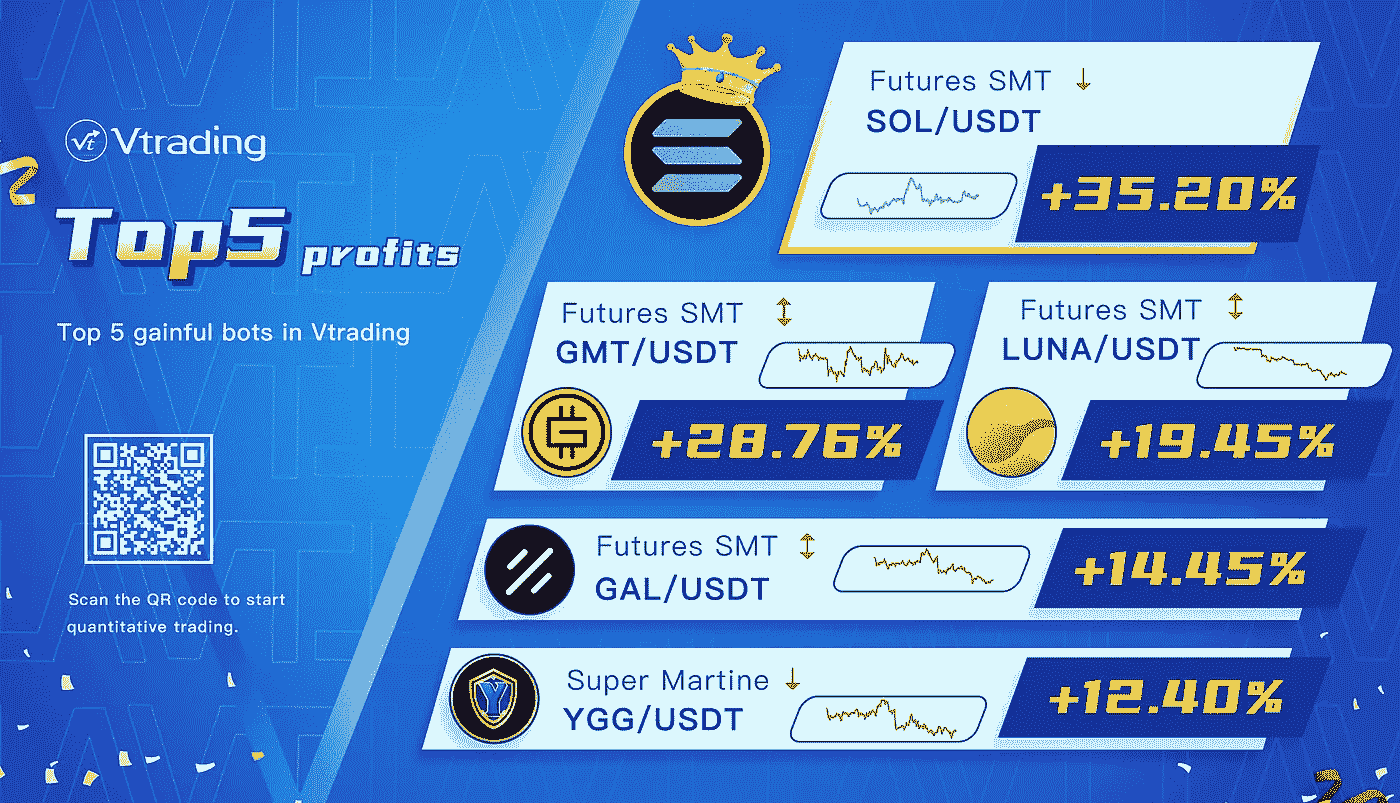 Vt Vtrading
Top5 profits
Top 5 gainful bots in Vtrading
Scan the QR code to start
quantitative trading.
Futures SMT ↓
SOL/USDT
+35.20%
Futures SMT ↕
GMT/USDT
+28.76%
Futures SMT ↕
LUNA/USDT
+19.45%
Futures SMT ↕
GAL/USDT
+14.45%
Super Martine ↓
YGG/USDT
+12.40%